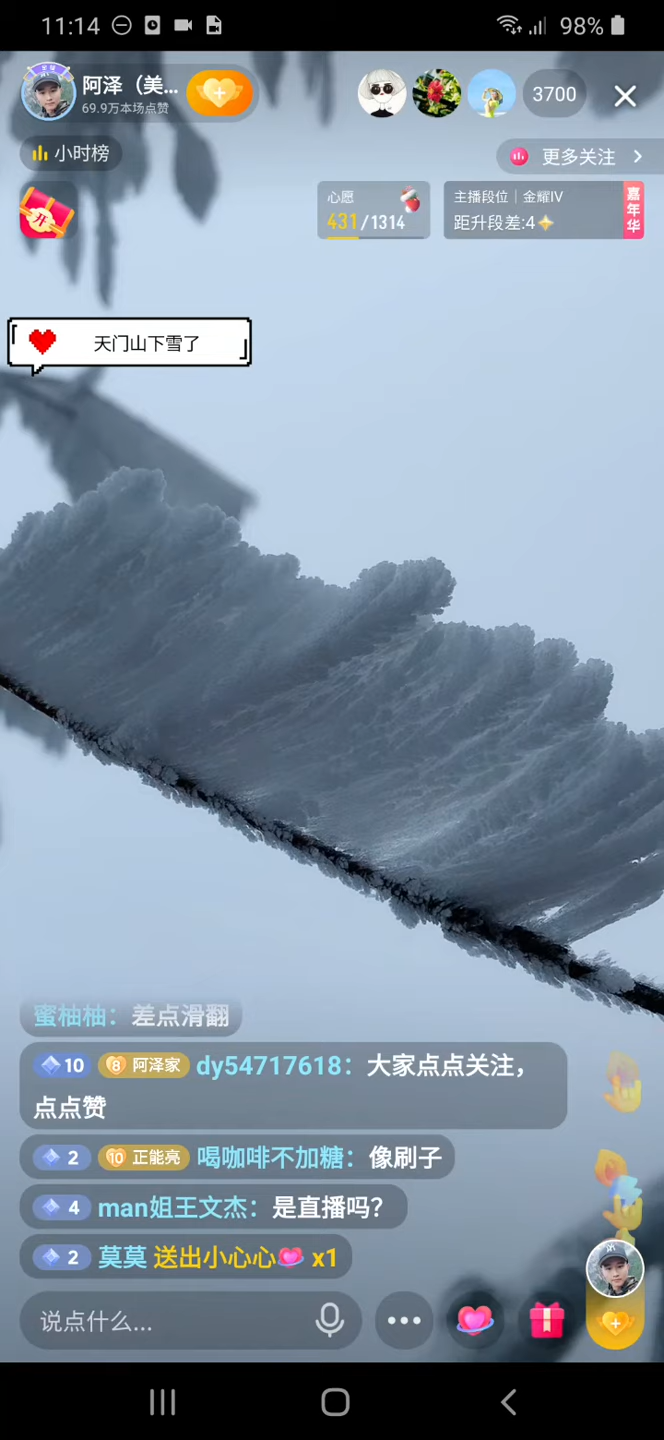 11:14
98%
阿泽（美...
69.9万本场点赞
3700
小时榜
更多关注
开
心愿
431/1314
主播段位｜金耀IV
距升段差:4
嘉年华
天门山下雪了
蜜柚柚：差点滑翻
10 8 阿泽家 dy54717618：大家点点关注，
点点赞
2 10 正能亮 喝咖啡不加糖：像刷子
4 man姐王文杰：是直播吗？
2 莫莫 送出小心心 x1
说点什么...